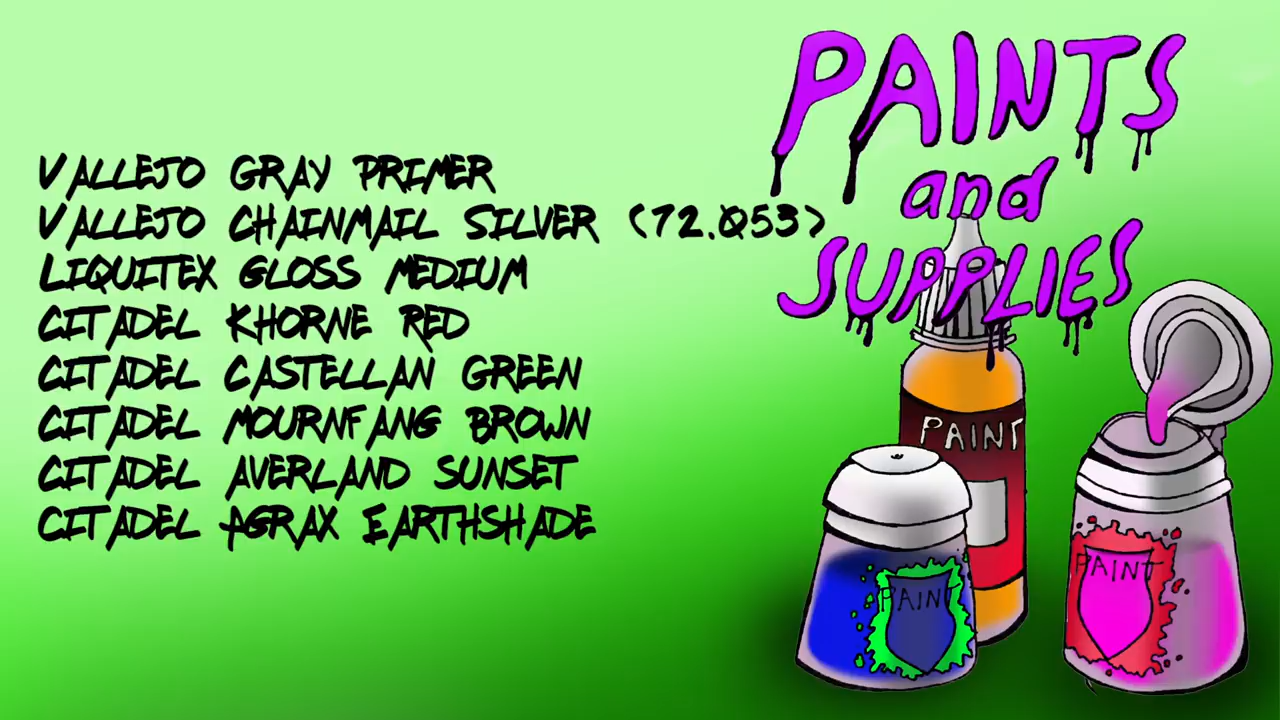 PAINTS
and
SUPPLIES
VALLEJO GRAY PRIMER
VALLEJO CHAINMAIL SILVER (72.053)
LIQUITEX GLOSS MEDIUM
CITADEL KHORNE RED
CITADEL CASTELLAN GREEN
CITADEL MOURNFANG BROWN
CITADEL AVERLAND SUNSET
CITADEL AGRAX EARTHSHADE
PAINT
PAINT
PAINT